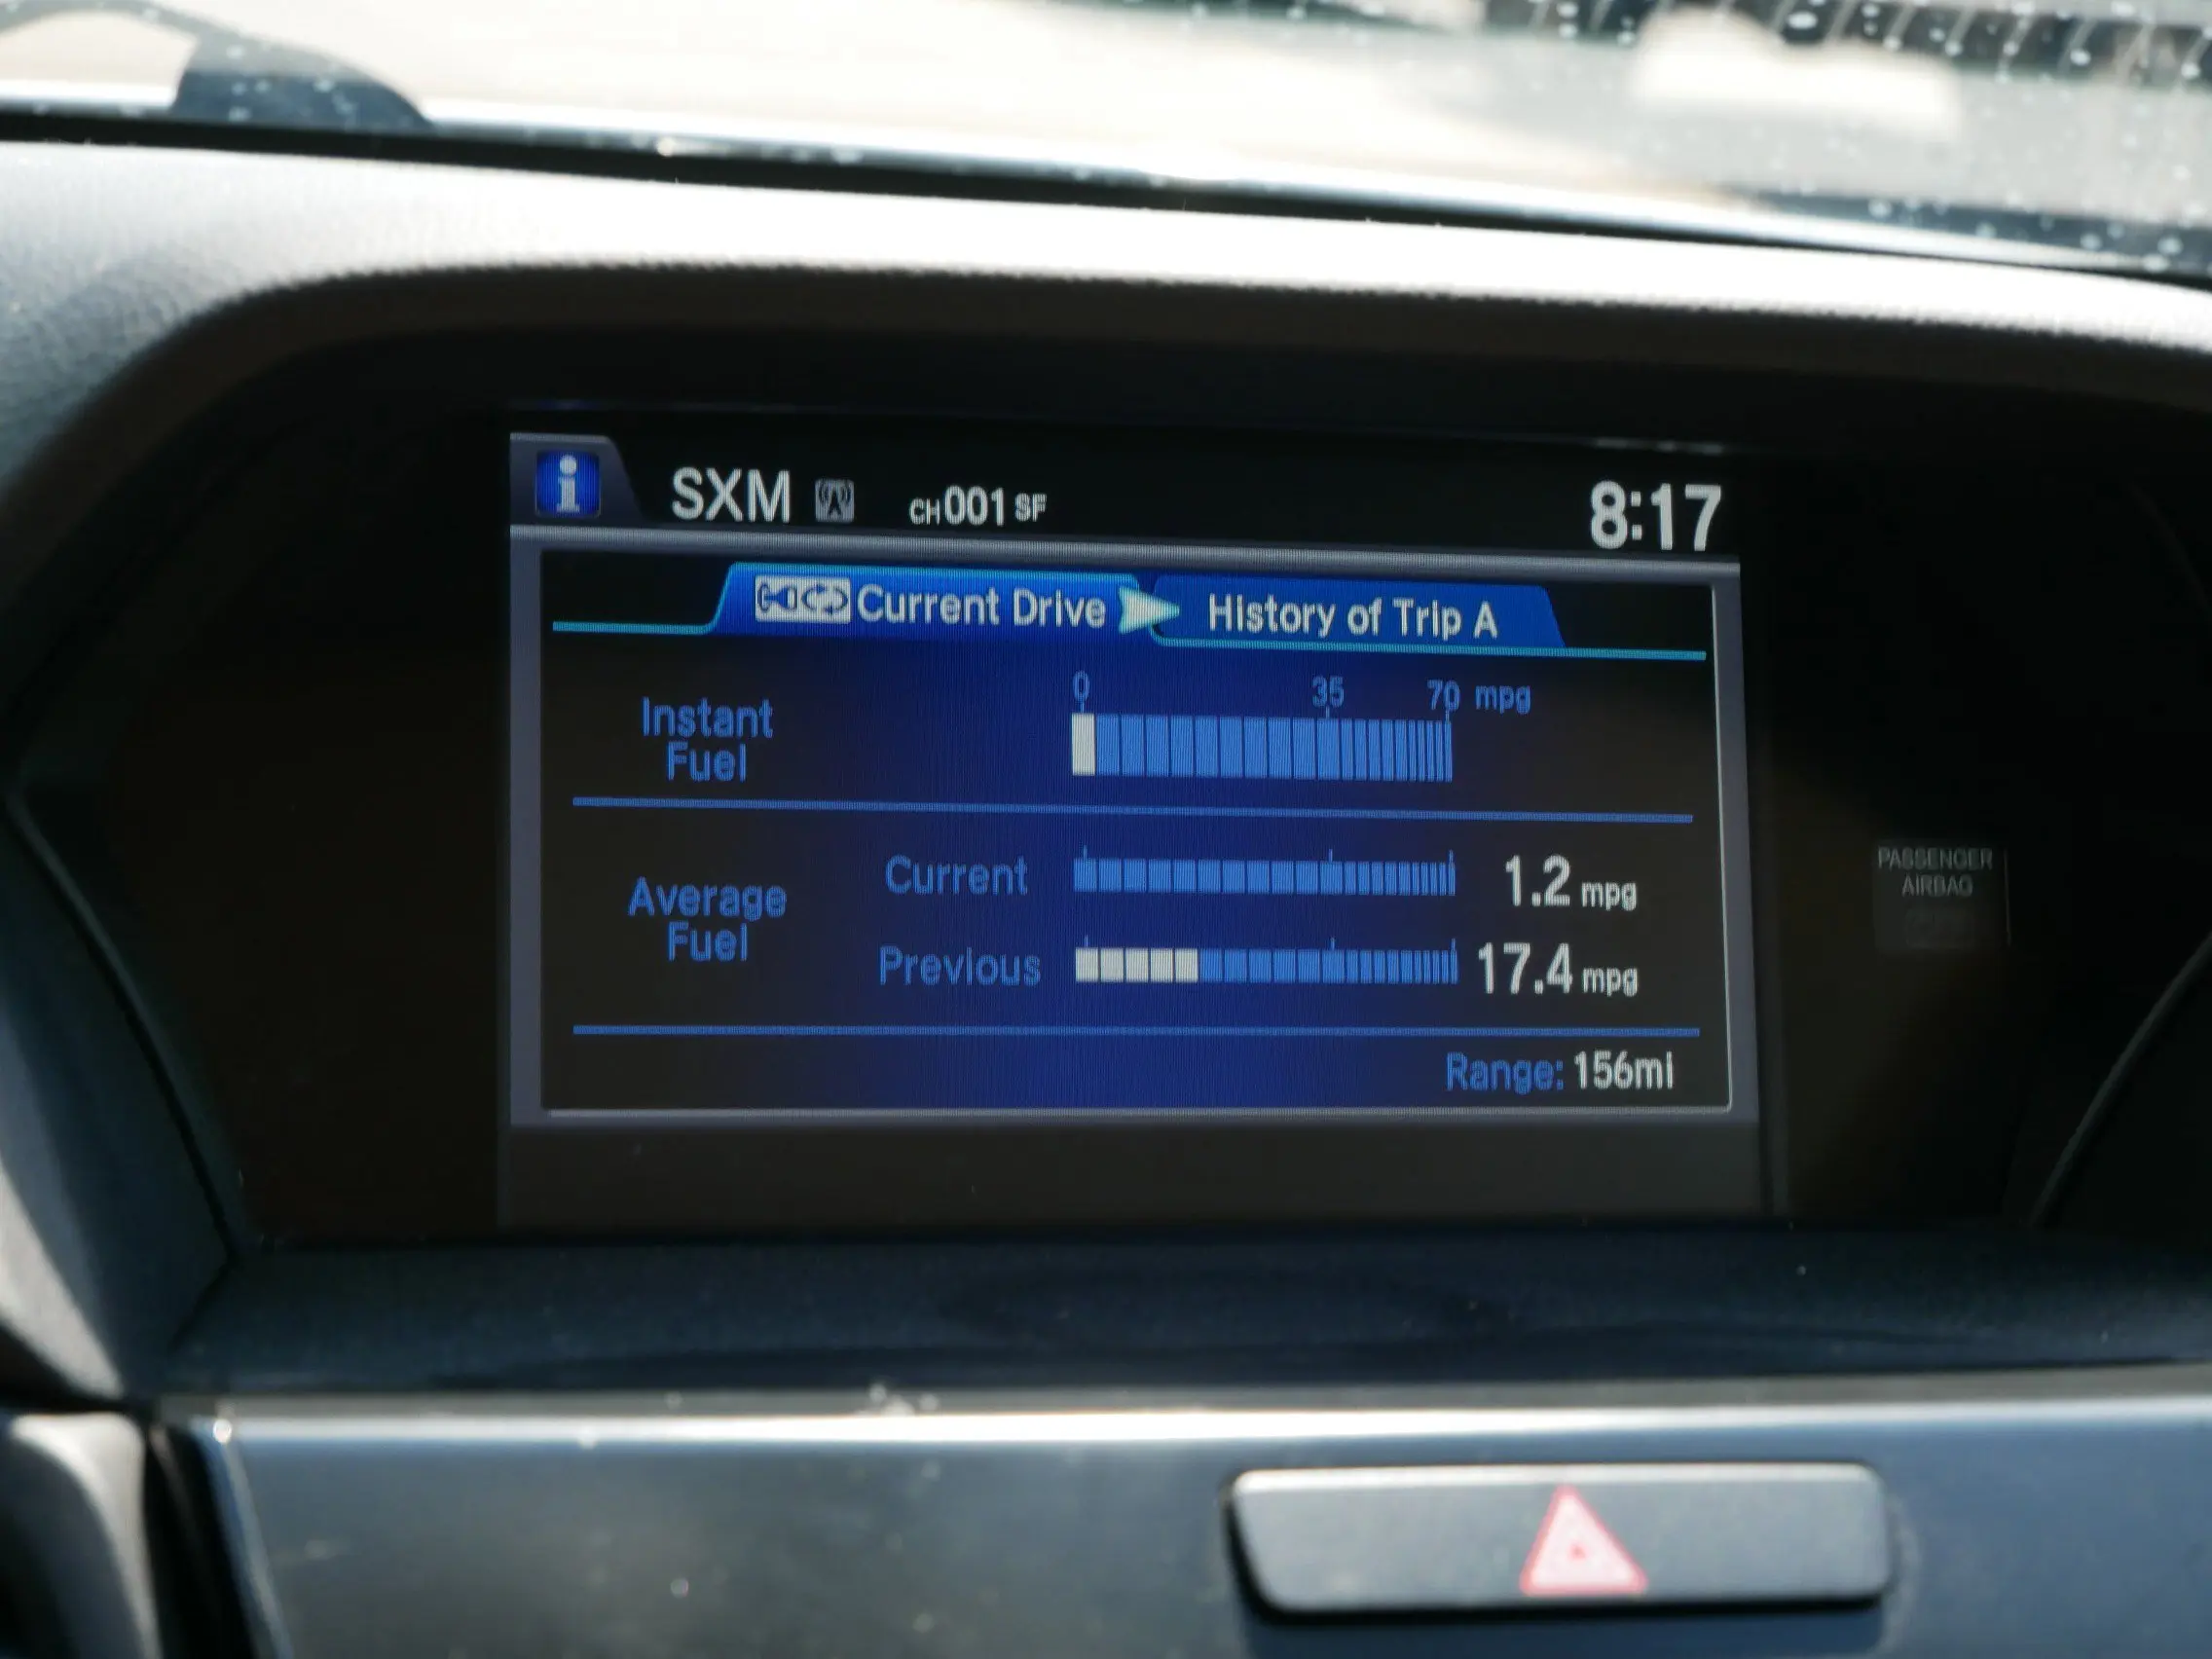 i SXM CH001 SF 8:17
Current Drive History of Trip A
0 35 70 mpg
Instant
Fuel
Average
Fuel
Current 1.2 mpg
Previous 17.4 mpg
Range: 156mi
PASSENGER
AIRBAG